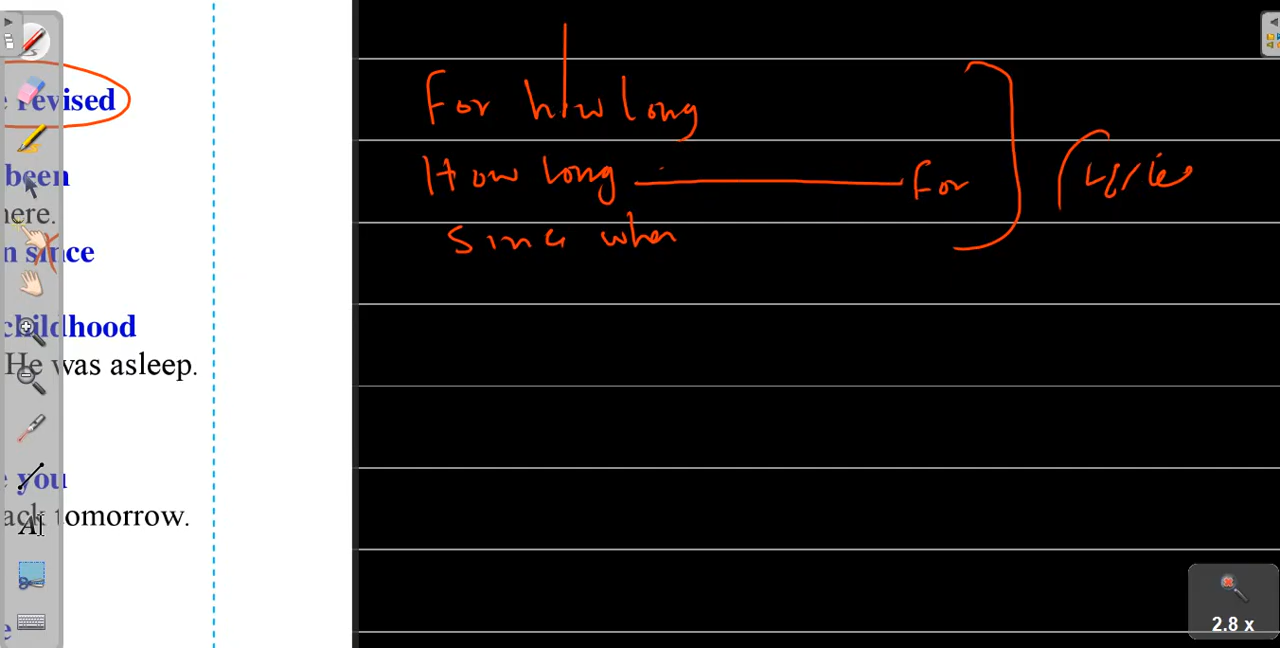 revised
been
here.
since
childhood
He was asleep.
you
tomorrow.
For how long
How long ———— for
since when
2.8 x